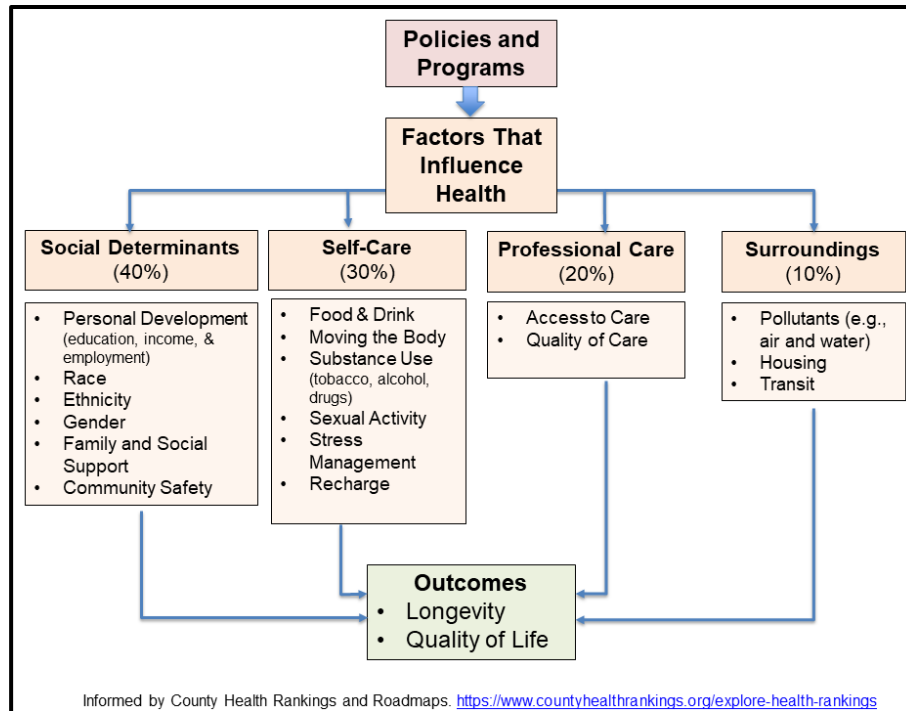 Policies and
Programs
Factors That
Influence
Health
Social Determinants
(40%)
• Personal Development
(education, income, &
employment)
• Race
• Ethnicity
• Gender
• Family and Social
Support
• Community Safety
Self-Care
(30%)
• Food & Drink
• Moving the Body
• Substance Use
(tobacco, alcohol,
drugs)
• Sexual Activity
• Stress
Management
• Recharge
Professional Care
(20%)
• Access to Care
• Quality of Care
Surroundings
(10%)
• Pollutants (e.g.,
air and water)
• Housing
• Transit
Outcomes
• Longevity
• Quality of Life
Informed by County Health Rankings and Roadmaps. https://www.countyhealthrankings.org/explore-health-rankings